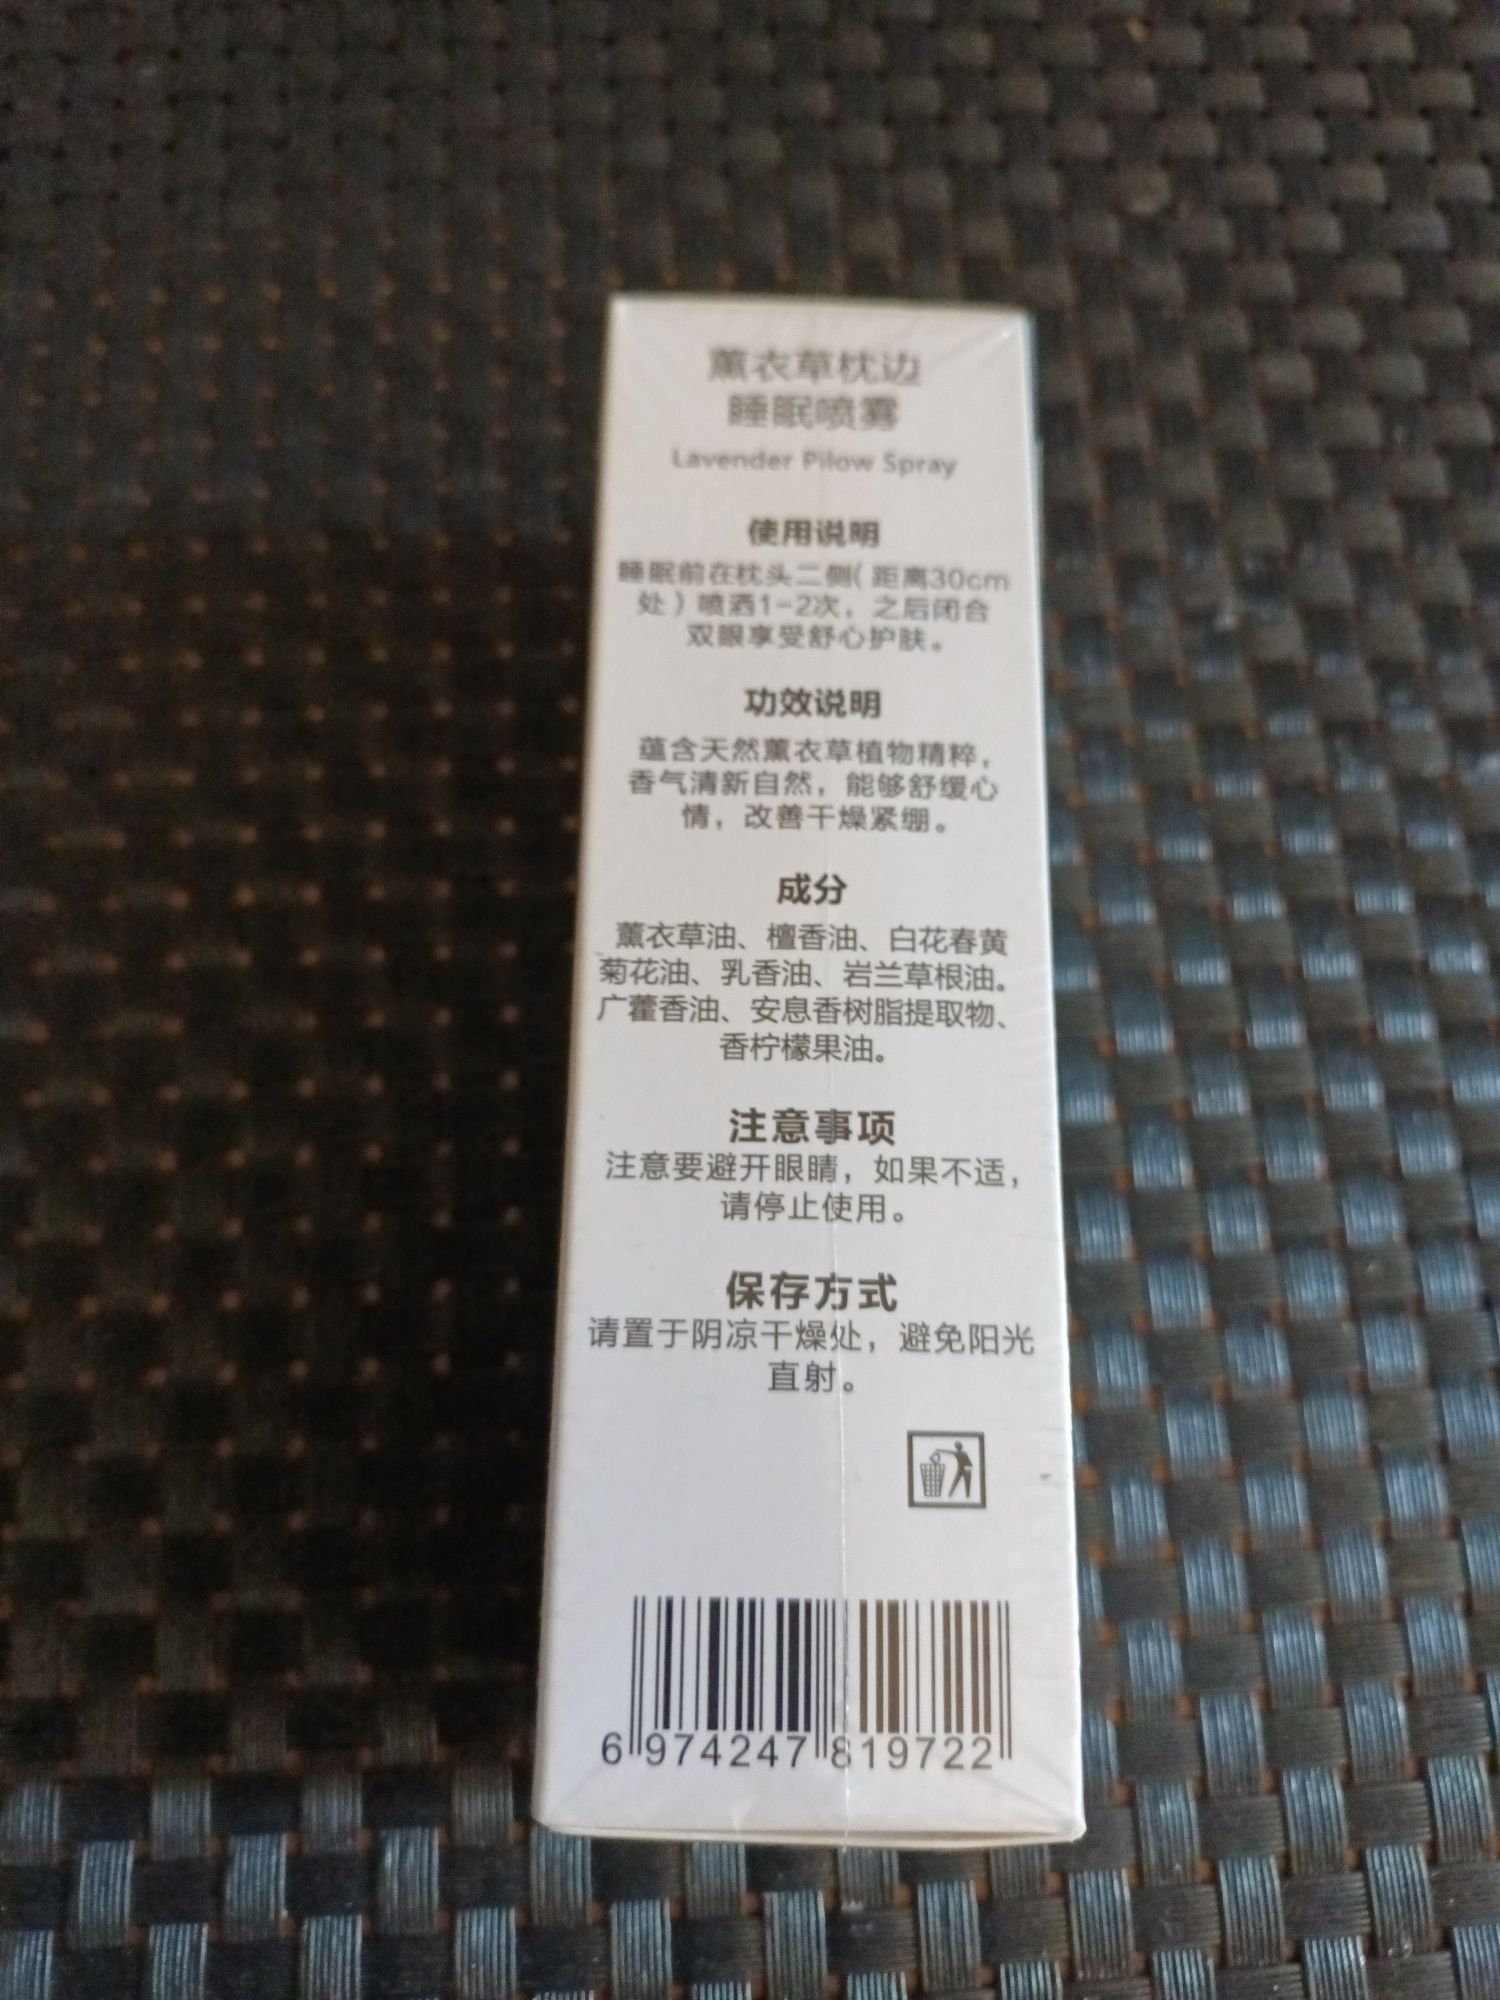 薰衣草枕边
睡眠喷雾
Lavender Pilow Spray
使用说明
睡眠前在枕头二侧(距离30cm
处)喷洒1-2次，之后闭合
双眼享受舒心护肤。
功效说明
蕴含天然薰衣草植物精粹，
香气清新自然，能够舒缓心
情，改善干燥紧绷。
成分
薰衣草油、檀香油、白花春黄
菊花油、乳香油、岩兰草根油。
广藿香油、安息香树脂提取物、
香柠檬果油。
注意事项
注意要避开眼睛，如果不适，
请停止使用。
保存方式
请置于阴凉干燥处，避免阳光
直射。
6 974247 819722